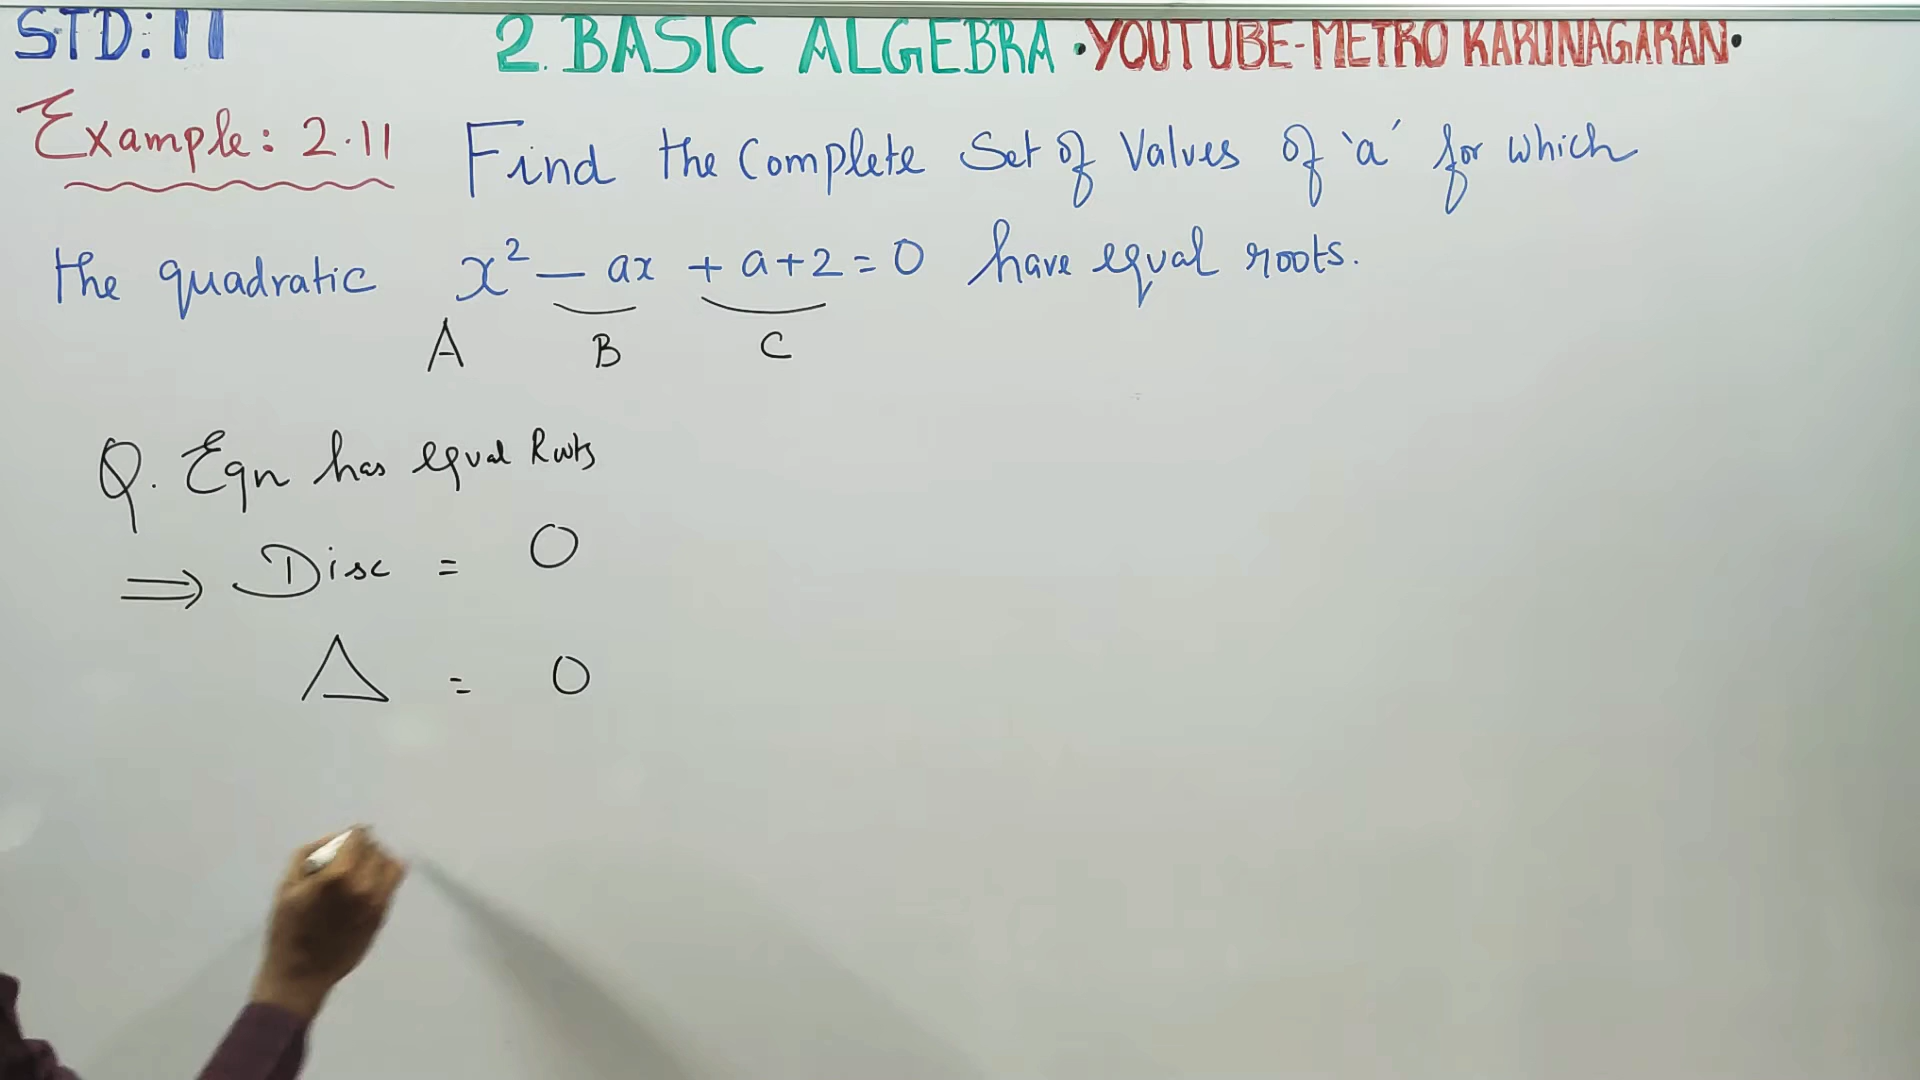 STD: 11 2. BASIC ALGEBRA • YOUTUBE-METRO KARUNAGARAN •
Example: 2.11 Find the Complete Set of Values of 'a' for which
the quadratic x² – ax + a+2 = 0 have equal roots.
A B C
Q. Eqn has equal Roots
⇒ Disc = 0
Δ = 0